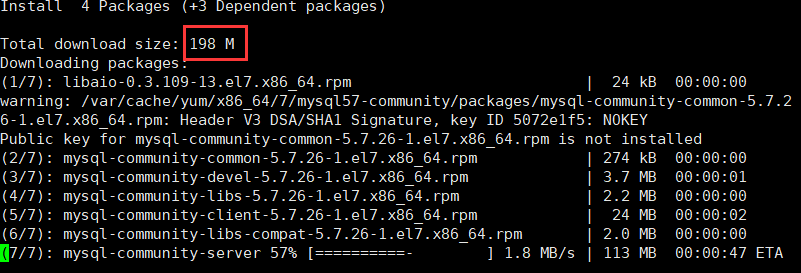 Install  4 Packages (+3 Dependent packages)
Total download size: 198 M
Downloading packages:
(1/7): libaio-0.3.109-13.el7.x86_64.rpm | 24 kB 00:00:00
warning: /var/cache/yum/x86_64/7/mysql57-community/packages/mysql-community-common-5.7.2
6-1.el7.x86_64.rpm: Header V3 DSA/SHA1 Signature, key ID 5072e1f5: NOKEY
Public key for mysql-community-common-5.7.26-1.el7.x86_64.rpm is not installed
(2/7): mysql-community-common-5.7.26-1.el7.x86_64.rpm | 274 kB 00:00:00
(3/7): mysql-community-devel-5.7.26-1.el7.x86_64.rpm | 3.7 MB 00:00:01
(4/7): mysql-community-libs-5.7.26-1.el7.x86_64.rpm | 2.2 MB 00:00:00
(5/7): mysql-community-client-5.7.26-1.el7.x86_64.rpm | 24 MB 00:00:02
(6/7): mysql-community-libs-compat-5.7.26-1.el7.x86_64.rpm | 2.0 MB 00:00:00
(7/7): mysql-community-server 57% [==========- ] 1.8 MB/s | 113 MB 00:00:47 ETA